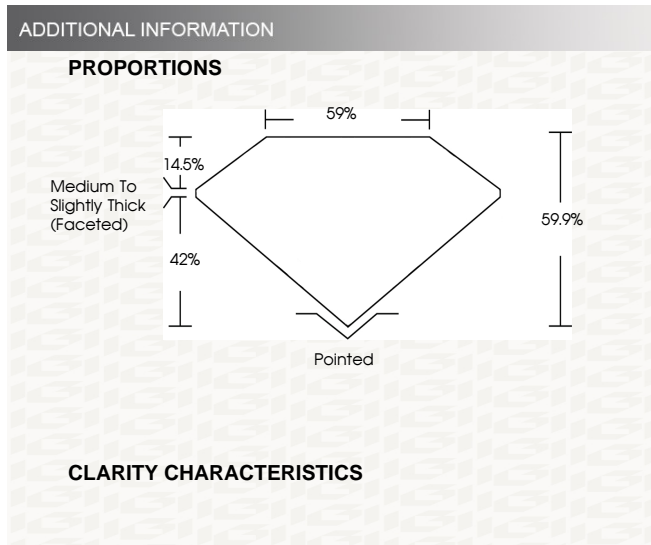 ADDITIONAL INFORMATION
PROPORTIONS
59%
14.5%
Medium To
Slightly Thick
(Faceted)
59.9%
42%
Pointed
CLARITY CHARACTERISTICS